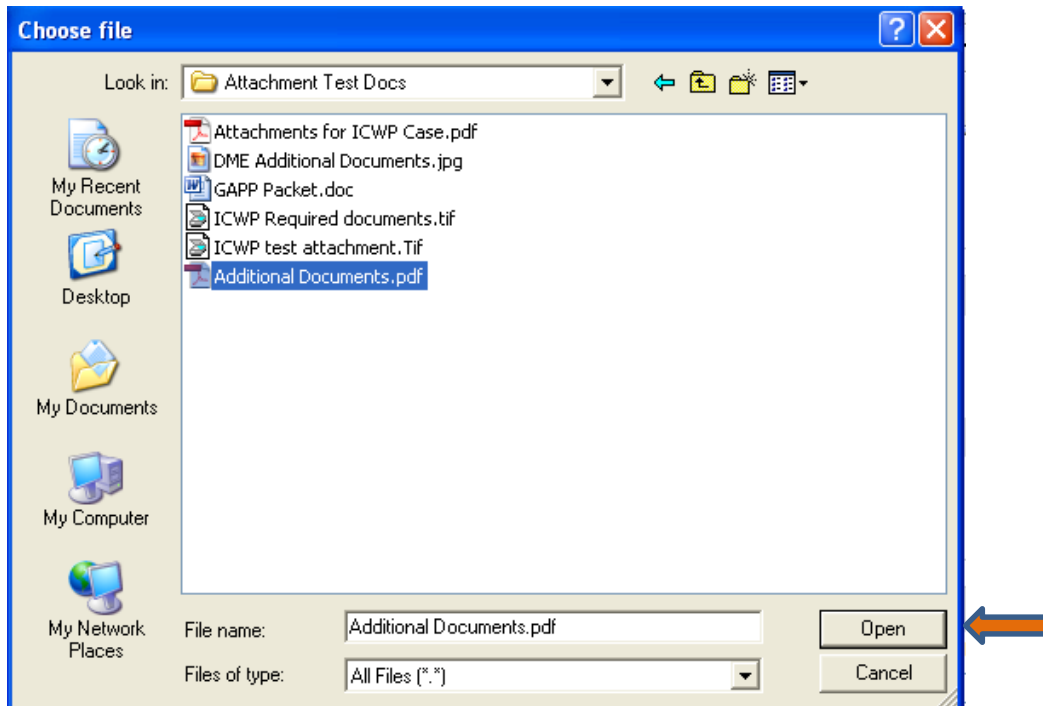 Choose file
Look in:
Attachment Test Docs
My Recent
Documents
Desktop
My Documents
My Computer
My Network
Places
Attachments for ICWP Case.pdf
DME Additional Documents.jpg
GAPP Packet.doc
ICWP Required documents.tif
ICWP test attachment.Tif
Additional Documents.pdf
File name:
Additional Documents.pdf
Open
Files of type:
All Files (*.*)
Cancel